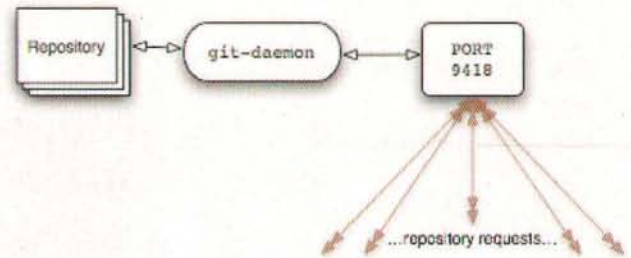 Repository
git-daemon
PORT
9418
...repository requests...